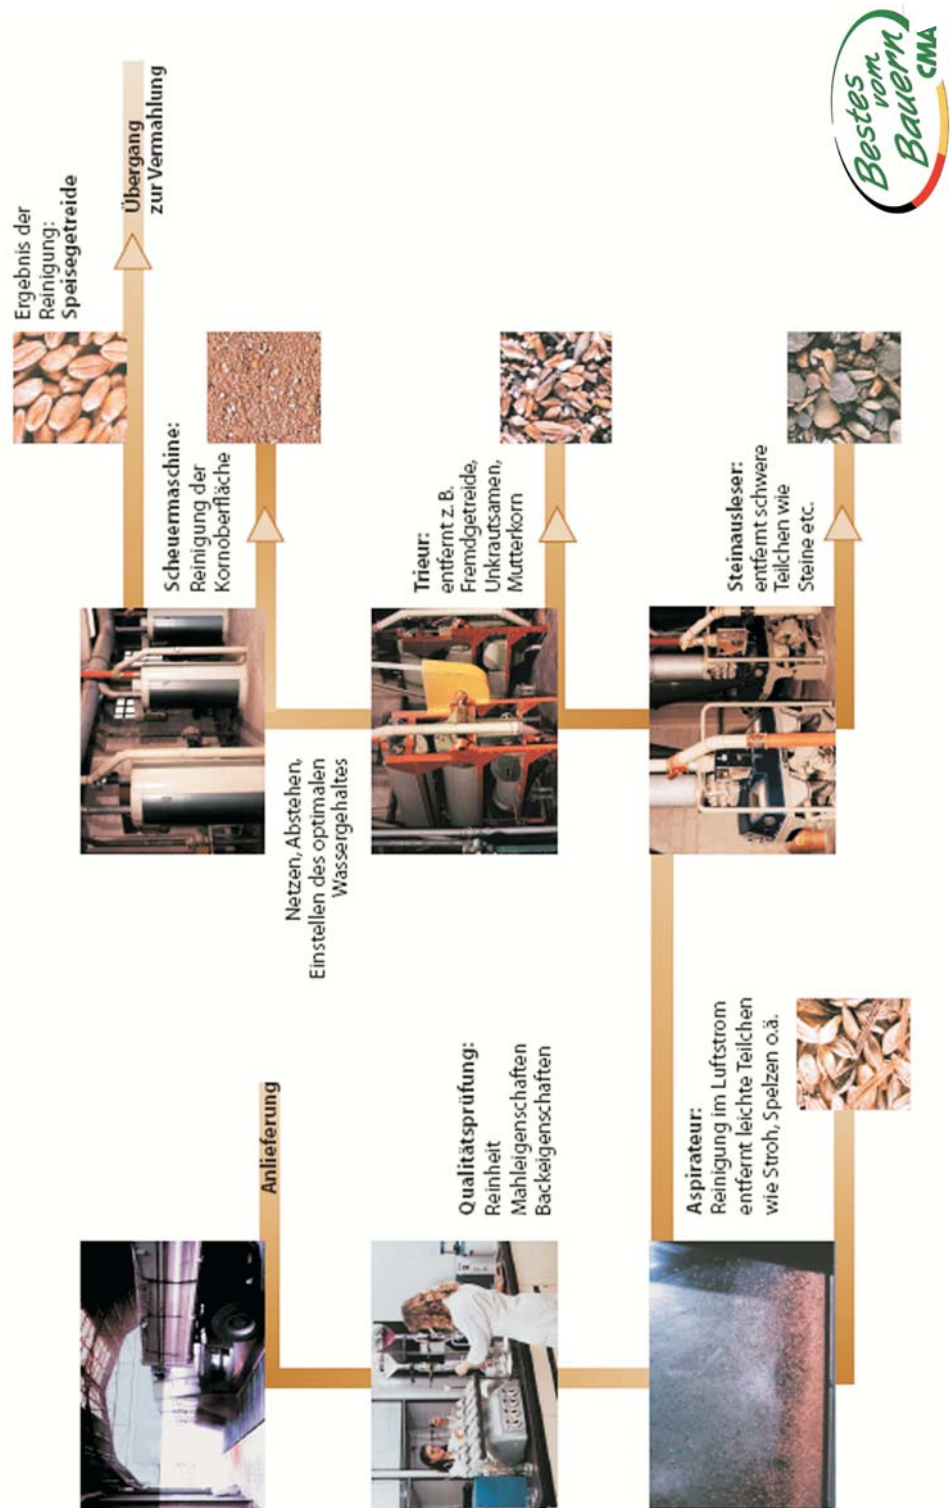 Anlieferung
Qualitätsprüfung:
Reinheit
Mahleigenschaften
Backeigenschaften
Aspirateur:
Reinigung im Luftstrom
entfernt leichte Teilchen
wie Stroh, Spelzen o.ä.
Steinausleser:
entfernt schwere
Teilchen wie
Steine etc.
Trieur:
entfernt z. B.
Fremdgetreide,
Unkrautsamen,
Mutterkorn
Netzen, Abstehen,
Einstellen des optimalen
Wassergehaltes
Scheuermaschine:
Reinigung der
Kornoberfläche
Ergebnis der
Reinigung:
Speisegetreide
Übergang
zur Vermahlung
Bestes
vom
Bauern
CMA